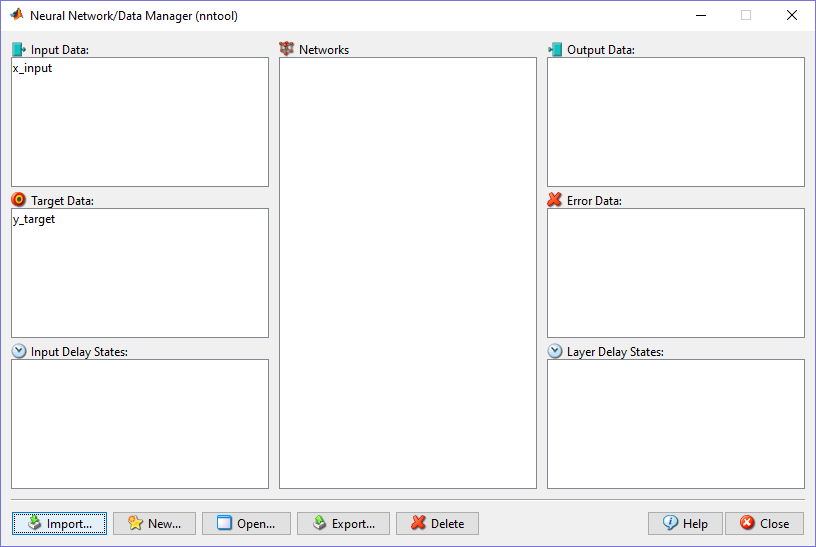 Neural Network/Data Manager (nntool)
Input Data:
x_input
Networks
Output Data:
Target Data:
y_target
Error Data:
Input Delay States:
Layer Delay States:
Import...
New...
Open...
Export...
Delete
Help
Close